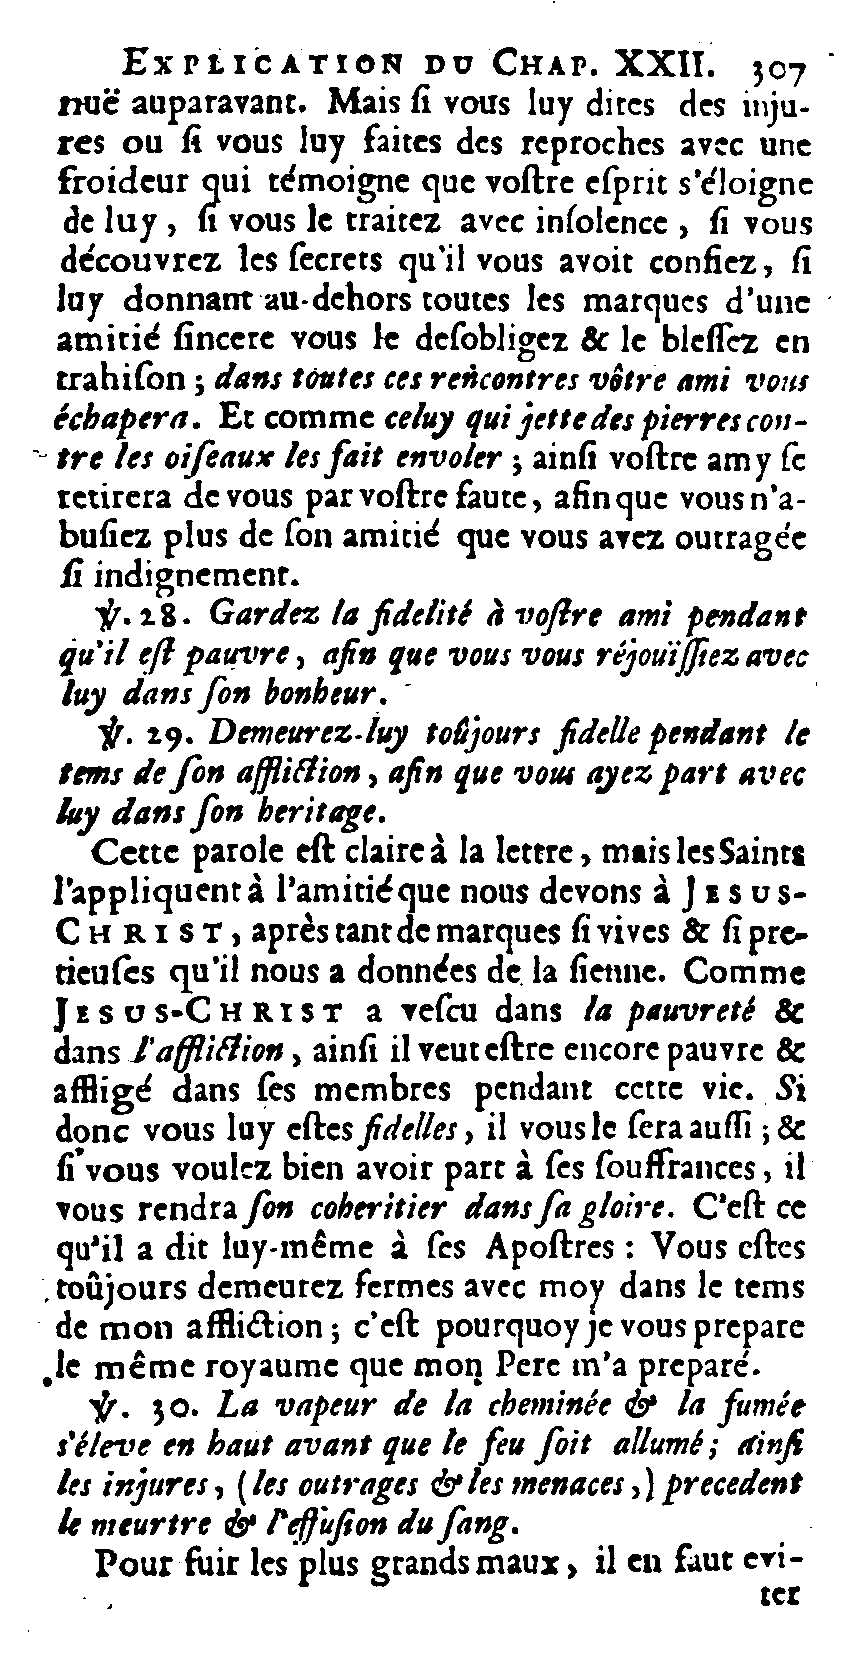 EXPLICATION DU CHAP. XXII. 307
nuë auparavant. Mais ſi vous luy dites des inju-
res ou ſi vous luy faites des reproches avec une
froideur qui témoigne que voſtre eſprit s'éloigne
de luy, ſi vous le traitez avec inſolence, ſi vous
découvrez les ſecrets qu'il vous avoit confiez, ſi
luy donnant au-dehors toutes les marques d'une
amitié ſincere vous le deſobligez & le bleſſez en
trahiſon ; dans toutes ces rencontres vôtre ami vous
échapera. Et comme celuy qui jette des pierres con-
tre les oiſeaux les fait envoler ; ainſi voſtre amy ſe
retirera de vous par voſtre faute, afin que vous n'a-
buſiez plus de ſon amitié que vous avez outragée
ſi indignement.
℣. 28. Gardez la fidelité à voſtre ami pendant
qu'il eſt pauvre, afin que vous vous réjouïſſiez avec
luy dans ſon bonheur.
℣. 29. Demeurez-luy toûjours fidelle pendant le
tems de ſon affliction, afin que vous ayez part avec
luy dans ſon heritage.
Cette parole eſt claire à la lettre, mais les Saints
l'appliquent à l'amitié que nous devons à JESUS-
CHRIST, après tant de marques ſi vives & ſi pre-
tieuſes qu'il nous a données de la ſienne. Comme
JESUS-CHRIST a veſcu dans la pauvreté &
dans l'affliction, ainſi il veut eſtre encore pauvre &
affligé dans ſes membres pendant cette vie. Si
donc vous luy eſtes fidelles, il vous le ſera auſſi ; &
ſi vous voulez bien avoir part à ſes ſouffrances, il
vous rendra ſon coheritier dans ſa gloire. C'eſt ce
qu'il a dit luy-même à ſes Apoſtres : Vous eſtes
toûjours demeurez fermes avec moy dans le tems
de mon affliction ; c'eſt pourquoy je vous prepare
le même royaume que mon Pere m'a preparé.
℣. 30. La vapeur de la cheminée & la fumée
s'éleve en haut avant que le feu ſoit allumé ; ainſi
les injures, (les outrages & les menaces,) precedent
le meurtre & l'effuſion du ſang.
Pour fuir les plus grands maux, il en faut evi-
ter